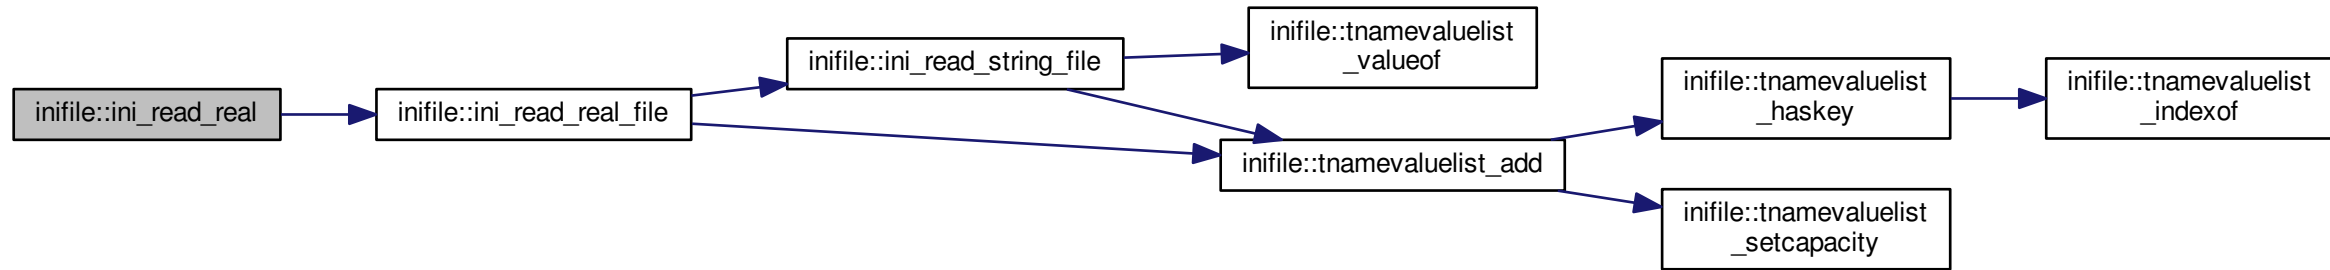 inifile::ini_read_real
inifile::ini_read_real_file
inifile::ini_read_string_file
inifile::tnamevaluelist
_valueof
inifile::tnamevaluelist_add
inifile::tnamevaluelist
_haskey
inifile::tnamevaluelist
_setcapacity
inifile::tnamevaluelist
_indexof